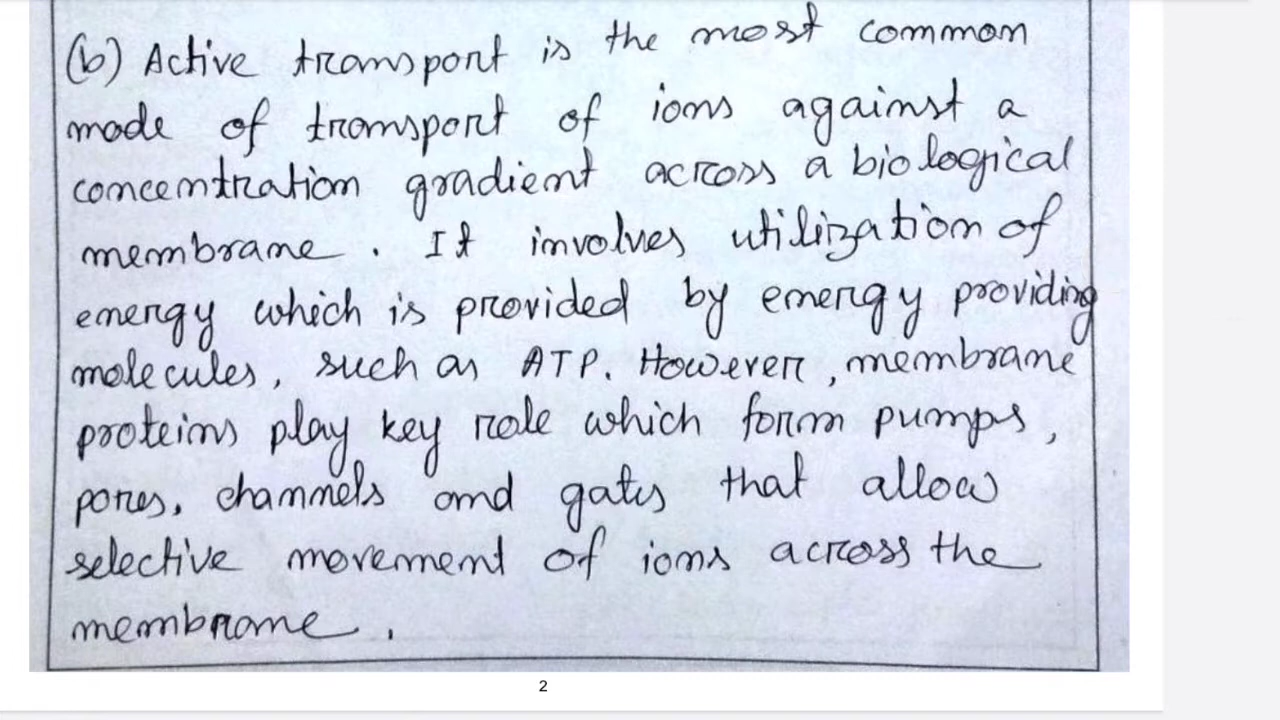 (b) Active transport is the most common
mode of transport of ions against a
concentration gradient across a biological
membrane. It involves utilization of
energy which is provided by energy providing
molecules, such as ATP. However, membrane
proteins play key role which form pumps,
pores, channels and gates that allow
selective movement of ions across the
membrane.
2